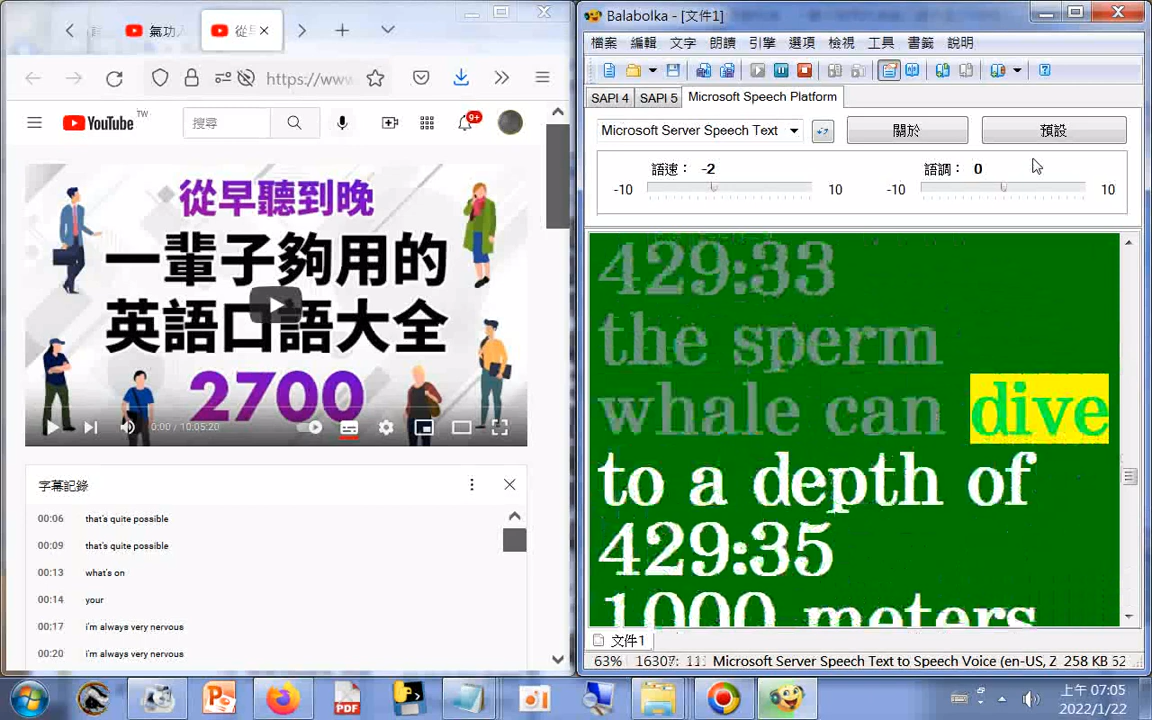 氣功
從
https://www
YouTube TW
搜尋
9+
從早聽到晚
一輩子夠用的
英語口語大全
2700
0:00 / 10:05:20
字幕記錄
00:06 that's quite possible
00:09 that's quite possible
00:13 what's on
00:14 your
00:17 i'm always very nervous
00:20 i'm always very nervous
Balabolka - [文件1]
檔案 編輯 文字 朗讀 引擎 選項 檢視 工具 書籤 說明
SAPI 4 SAPI 5 Microsoft Speech Platform
Microsoft Server Speech Text 關於 預設
語速： -2 語調： 0
-10 10 -10 10
429:33
the sperm
whale can dive
to a depth of
429:35
1000 meters
文件1
63% 16307: 11 Microsoft Server Speech Text to Speech Voice (en-US, Z 258 KB 52
PDF
上午 07:05
2022/1/22